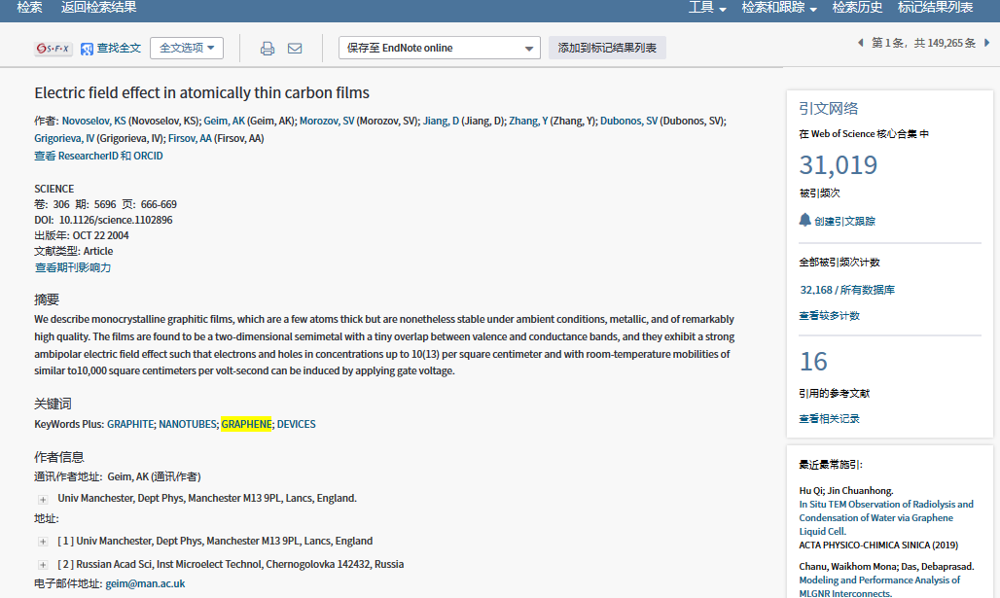 检索 返回检索结果 工具 检索和跟踪 检索历史 标记结果列表
S·F·X 查找全文 全文选项 保存至 EndNote online 添加到标记结果列表 第 1 条，共 149,265 条
Electric field effect in atomically thin carbon films
作者: Novoselov, KS (Novoselov, KS); Geim, AK (Geim, AK); Morozov, SV (Morozov, SV); Jiang, D (Jiang, D); Zhang, Y (Zhang, Y); Dubonos, SV (Dubonos, SV);
Grigorieva, IV (Grigorieva, IV); Firsov, AA (Firsov, AA)
查看 ResearcherID 和 ORCID
SCIENCE
卷: 306 期: 5696 页: 666-669
DOI: 10.1126/science.1102896
出版年: OCT 22 2004
文献类型: Article
查看期刊影响力
摘要
We describe monocrystalline graphitic films, which are a few atoms thick but are nonetheless stable under ambient conditions, metallic, and of remarkably
high quality. The films are found to be a two-dimensional semimetal with a tiny overlap between valence and conductance bands, and they exhibit a strong
ambipolar electric field effect such that electrons and holes in concentrations up to 10(13) per square centimeter and with room-temperature mobilities of
similar to10,000 square centimeters per volt-second can be induced by applying gate voltage.
关键词
KeyWords Plus: GRAPHITE; NANOTUBES; GRAPHENE; DEVICES
作者信息
通讯作者地址: Geim, AK (通讯作者)
Univ Manchester, Dept Phys, Manchester M13 9PL, Lancs, England.
地址:
[ 1 ] Univ Manchester, Dept Phys, Manchester M13 9PL, Lancs, England
[ 2 ] Russian Acad Sci, Inst Microelect Technol, Chernogolovka 142432, Russia
电子邮件地址: geim@man.ac.uk
引文网络
在 Web of Science 核心合集 中
31,019
被引频次
创建引文跟踪
全部被引频次计数
32,168 / 所有数据库
查看较多计数
16
引用的参考文献
查看相关记录
最近最常施引:
Hu Qi; Jin Chuanhong.
In Situ TEM Observation of Radiolysis and
Condensation of Water via Graphene
Liquid Cell.
ACTA PHYSICO-CHIMICA SINICA (2019)
Chanu, Waikhom Mona; Das, Debaprasad.
Modeling and Performance Analysis of
MLGNR Interconnects.